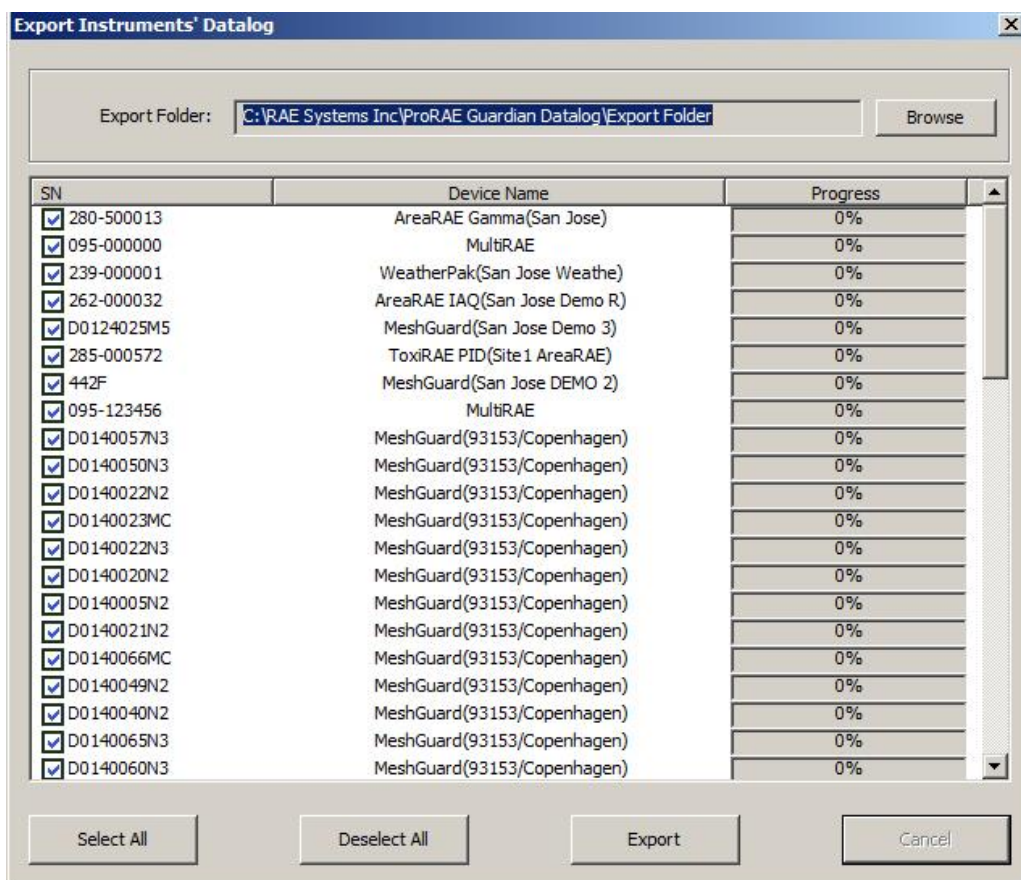 Export Instruments' Datalog
Export Folder: C:\RAE Systems Inc\ProRAE Guardian Datalog\Export Folder Browse
SN Device Name Progress
280-500013 AreaRAE Gamma(San Jose) 0%
095-000000 MultiRAE 0%
239-000001 WeatherPak(San Jose Weathe) 0%
262-000032 AreaRAE IAQ(San Jose Demo R) 0%
D0124025M5 MeshGuard(San Jose Demo 3) 0%
285-000572 ToxiRAE PID(Site1 AreaRAE) 0%
442F MeshGuard(San Jose DEMO 2) 0%
095-123456 MultiRAE 0%
D0140057N3 MeshGuard(93153/Copenhagen) 0%
D0140050N3 MeshGuard(93153/Copenhagen) 0%
D0140022N2 MeshGuard(93153/Copenhagen) 0%
D0140023MC MeshGuard(93153/Copenhagen) 0%
D0140022N3 MeshGuard(93153/Copenhagen) 0%
D0140020N2 MeshGuard(93153/Copenhagen) 0%
D0140005N2 MeshGuard(93153/Copenhagen) 0%
D0140021N2 MeshGuard(93153/Copenhagen) 0%
D0140066MC MeshGuard(93153/Copenhagen) 0%
D0140049N2 MeshGuard(93153/Copenhagen) 0%
D0140040N2 MeshGuard(93153/Copenhagen) 0%
D0140065N3 MeshGuard(93153/Copenhagen) 0%
D0140060N3 MeshGuard(93153/Copenhagen) 0%
Select All Deselect All Export Cancel